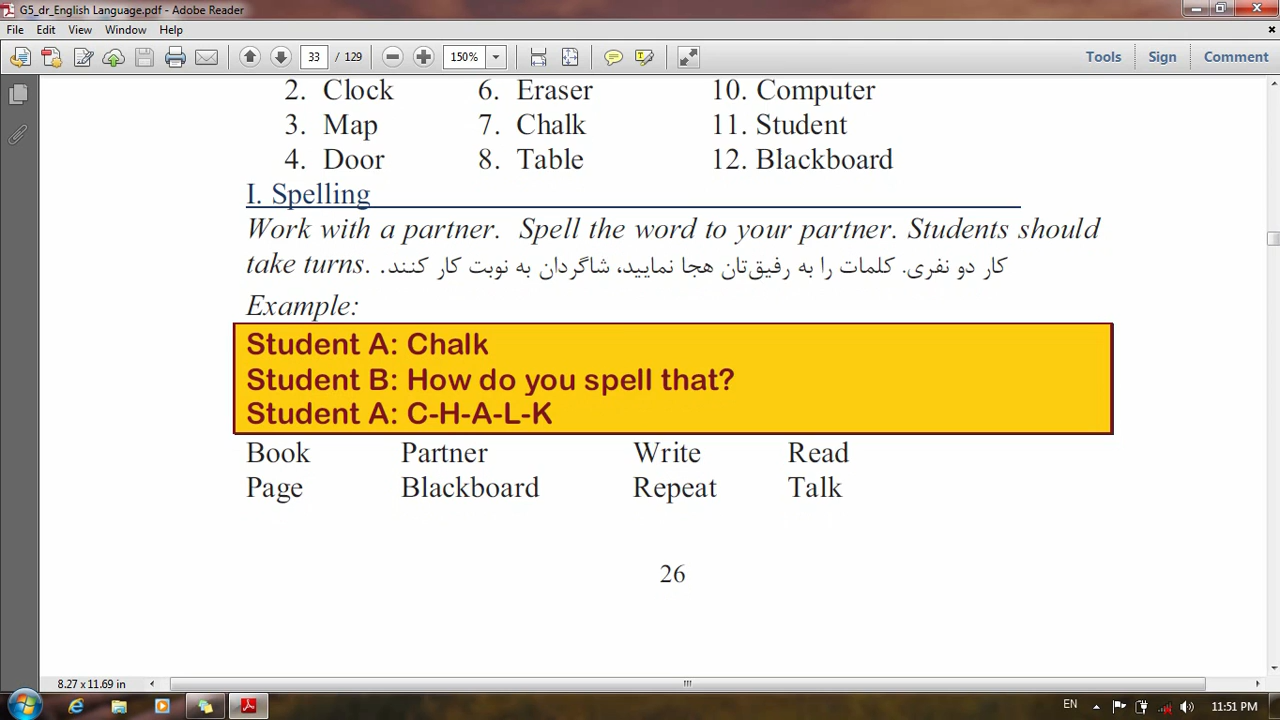 G5_dr_English Language.pdf - Adobe Reader
File Edit View Window Help
33 / 129 150% Tools Sign Comment
2. Clock 6. Eraser 10. Computer
3. Map 7. Chalk 11. Student
4. Door 8. Table 12. Blackboard
I. Spelling
Work with a partner. Spell the word to your partner. Students should
take turns. کار دو نفری. کلمات را به رفیق‌تان هجا نمایید، شاگردان به نوبت کار کنند.
Example:
Student A: Chalk
Student B: How do you spell that?
Student A: C-H-A-L-K
Book Partner Write Read
Page Blackboard Repeat Talk
26
8.27 x 11.69 in
EN 11:51 PM